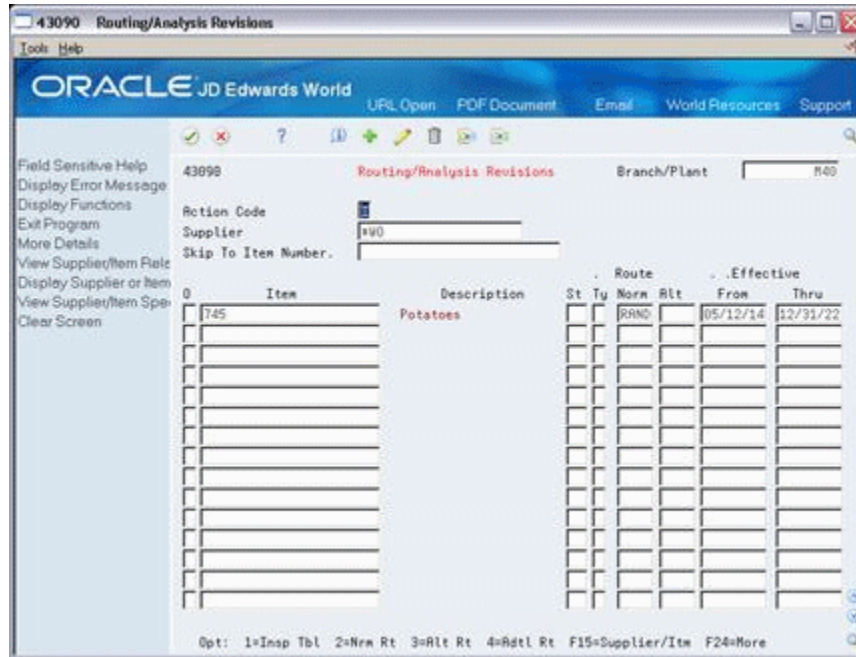 43090 Routing/Analysis Revisions
Tools Help
ORACLE JD Edwards World
URL Open PDF Document Email World Resources Support
Field Sensitive Help
Display Error Message
Display Functions
Exit Program
More Details
View Supplier/Item Rele
Display Supplier or Item
View Supplier/Item Spe
Clear Screen
43090 Routing/Analysis Revisions Branch/Plant M40
Action Code I
Supplier *WO
Skip To Item Number.
. Route . .Effective
O Item Description St Ty Norm Alt From Thru
745 Potatoes RAND 05/12/14 12/31/22
Opt: 1=Insp Tbl 2=Nrm Rt 3=Alt Rt 4=Adtl Rt F15=Supplier/Itm F24=More